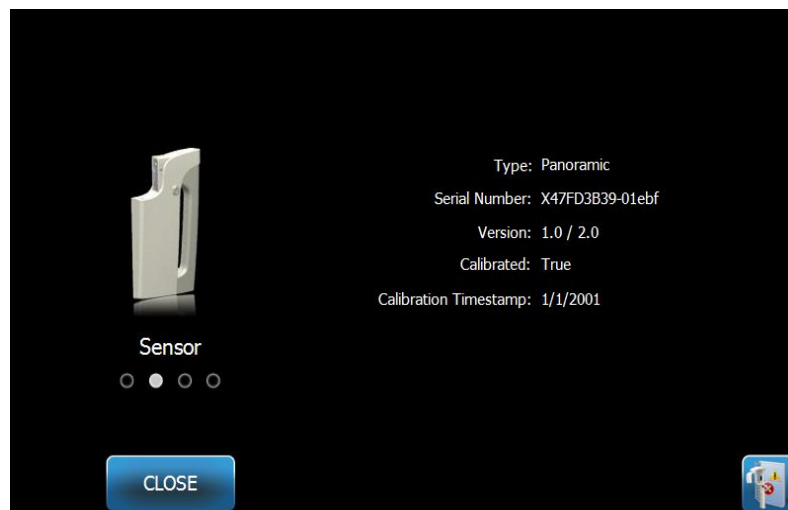 Type: Panoramic
Serial Number: X47FD3B39-01ebf
Version: 1.0 / 2.0
Calibrated: True
Calibration Timestamp: 1/1/2001
Sensor
CLOSE